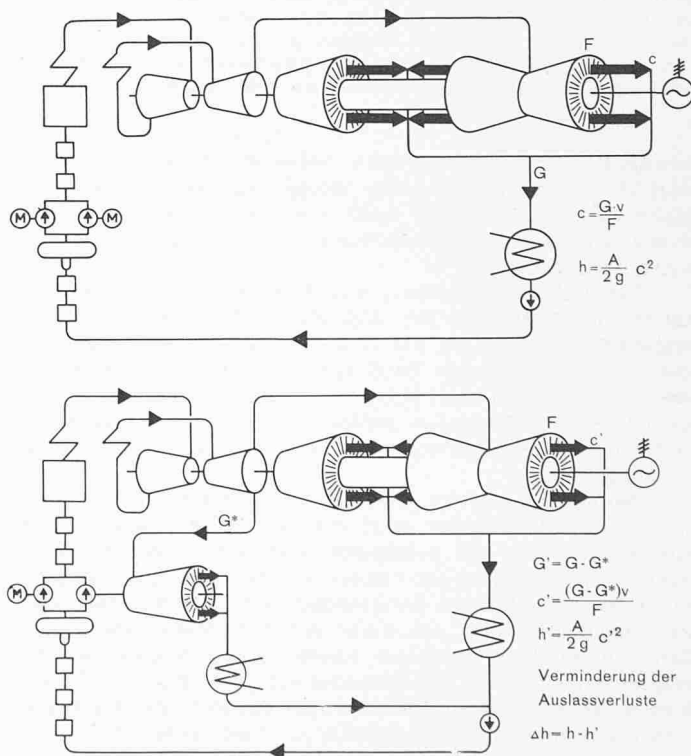 F
c
M
M
G
c = G·v / F
h = A / 2g c²
F
c'
G*
M
G' = G - G*
c' = (G - G*)v / F
h' = A / 2g c'²
Verminderung der
Auslassverluste
Δh = h - h'